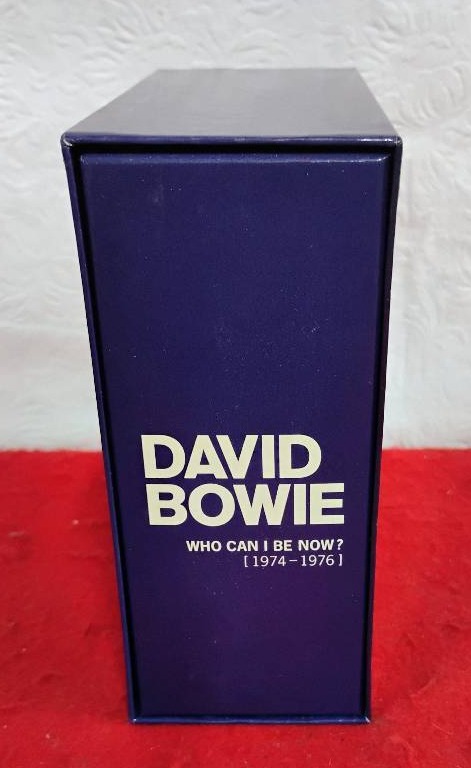 DAVID
BOWIE
WHO CAN I BE NOW?
[1974–1976]